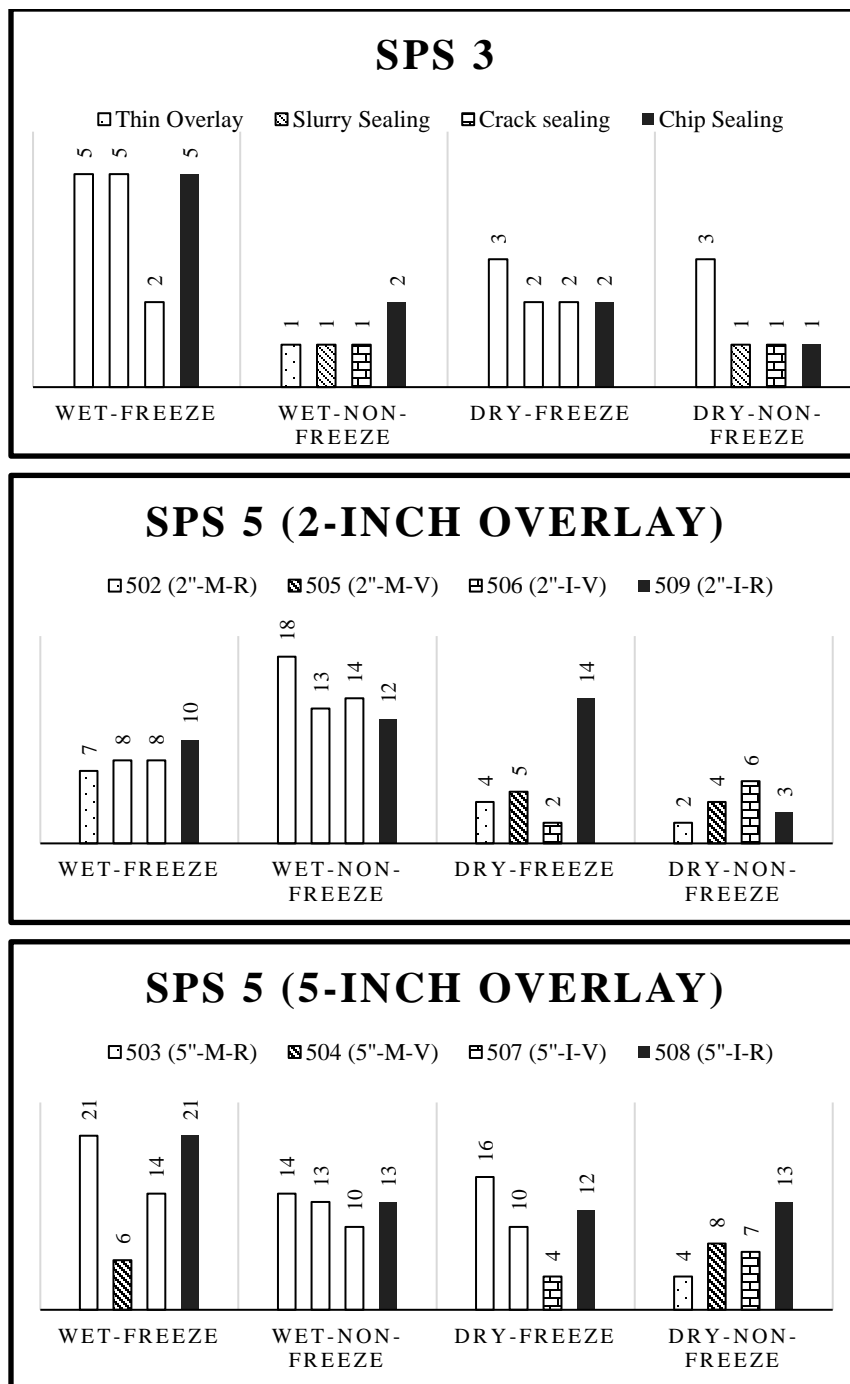 SPS 3
Thin Overlay Slurry Sealing Crack sealing Chip Sealing
5 5 2 5 1 1 1 2 3 2 2 2 3 1 1 1
WET-FREEZE WET-NON-FREEZE DRY-FREEZE DRY-NON-FREEZE
SPS 5 (2-INCH OVERLAY)
502 (2"-M-R) 505 (2"-M-V) 506 (2"-I-V) 509 (2"-I-R)
7 8 8 10 18 13 14 12 4 5 2 14 2 4 6 3
WET-FREEZE WET-NON-FREEZE DRY-FREEZE DRY-NON-FREEZE
SPS 5 (5-INCH OVERLAY)
503 (5"-M-R) 504 (5"-M-V) 507 (5"-I-V) 508 (5"-I-R)
21 6 14 21 14 13 10 13 16 10 4 12 4 8 7 13
WET-FREEZE WET-NON-FREEZE DRY-FREEZE DRY-NON-FREEZE